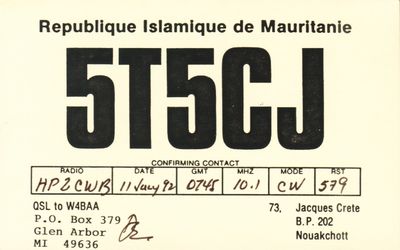 Republique Islamique de Mauritanie
5T5CJ
CONFIRMING CONTACT
RADIO DATE GMT MHZ MODE RST
HP2CWB 11 July 92 0745 10.1 CW 579
QSL to W4BAA 73, Jacques Crete
P.O. Box 379 B.P. 202
Glen Arbor Nouakchott
MI 49636